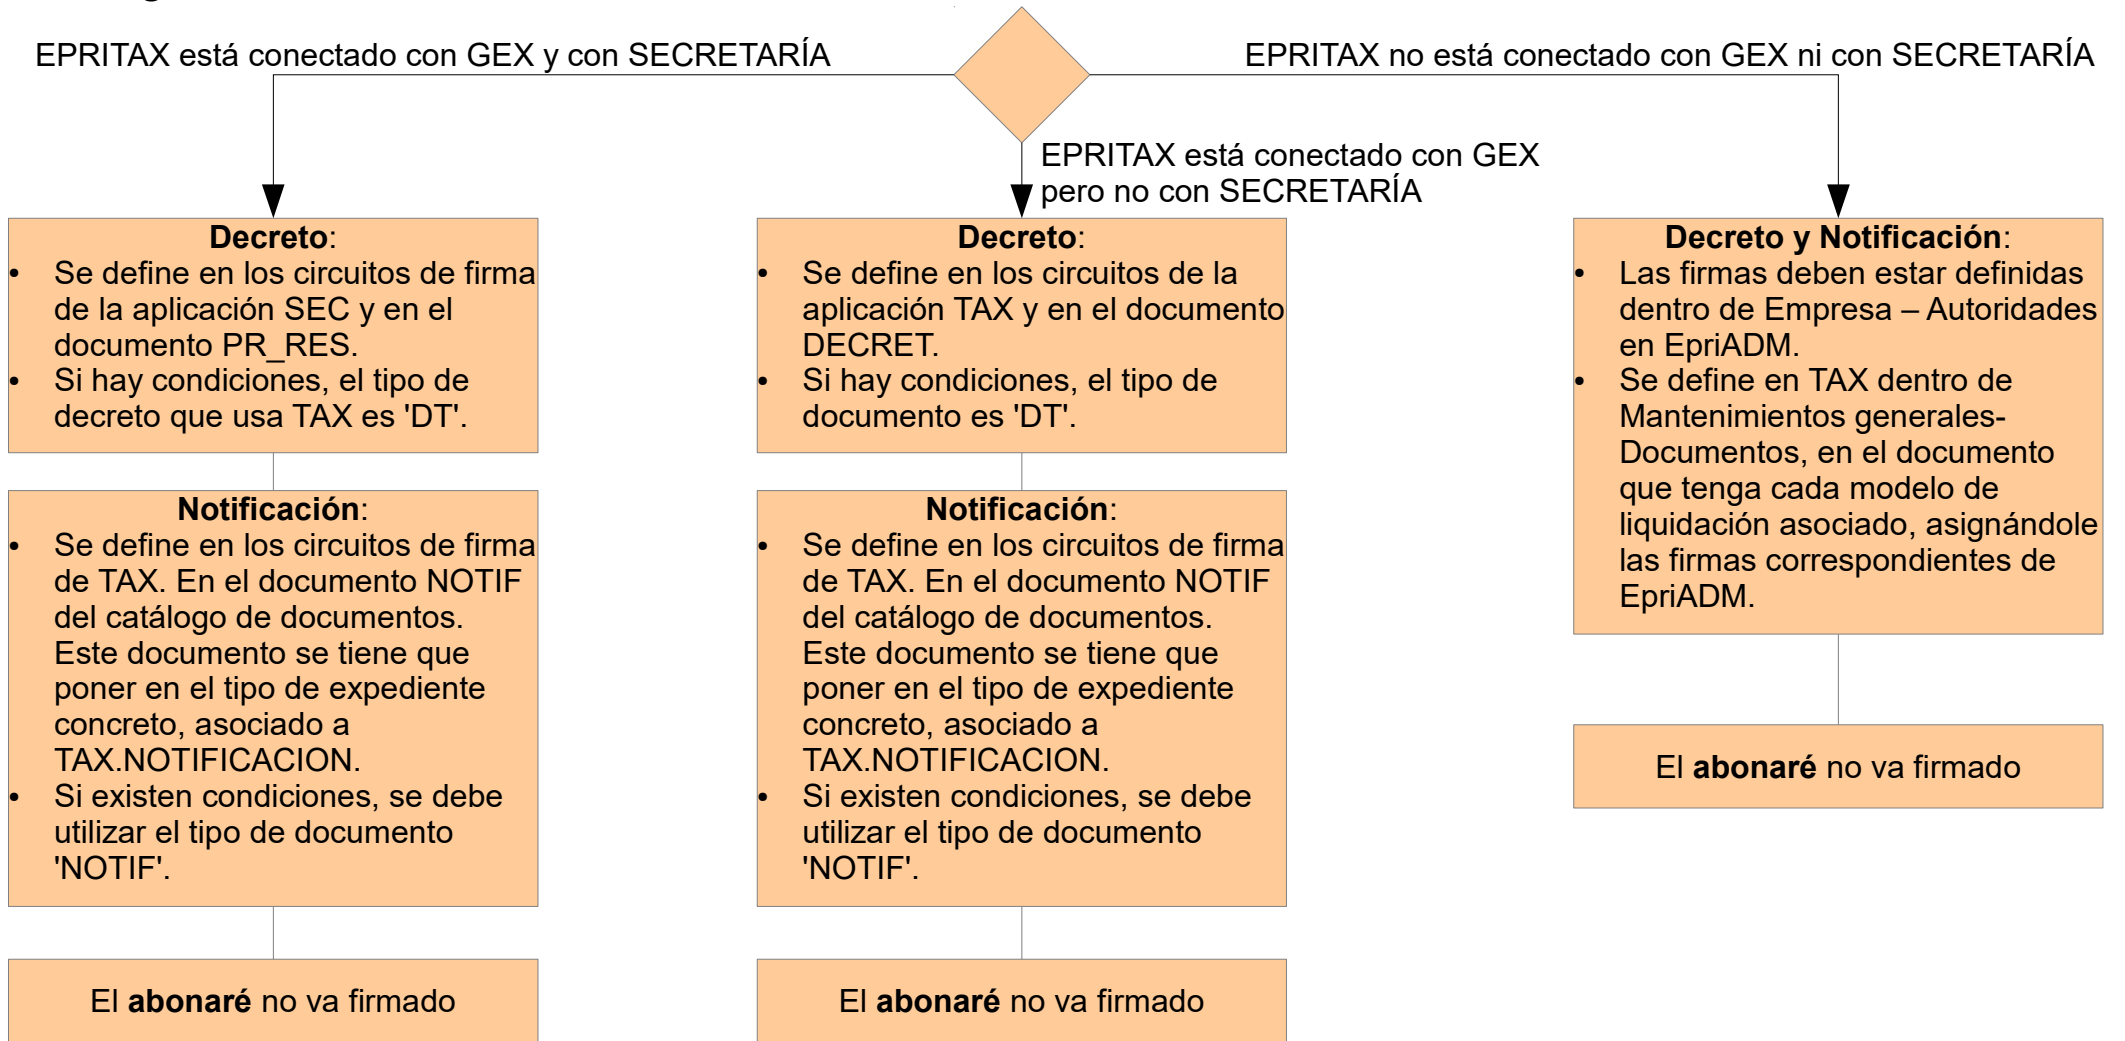 EPRITAX está conectado con GEX y con SECRETARÍA
EPRITAX no está conectado con GEX ni con SECRETARÍA
EPRITAX está conectado con GEX
pero no con SECRETARÍA
Decreto:
• Se define en los circuitos de firma
de la aplicación SEC y en el
documento PR_RES.
• Si hay condiciones, el tipo de
decreto que usa TAX es 'DT'.
Notificación:
• Se define en los circuitos de firma
de TAX. En el documento NOTIF
del catálogo de documentos.
Este documento se tiene que
poner en el tipo de expediente
concreto, asociado a
TAX.NOTIFICACION.
• Si existen condiciones, se debe
utilizar el tipo de documento
'NOTIF'.
El abonaré no va firmado
Decreto:
• Se define en los circuitos de la
aplicación TAX y en el documento
DECRET.
• Si hay condiciones, el tipo de
documento es 'DT'.
Notificación:
• Se define en los circuitos de firma
de TAX. En el documento NOTIF
del catálogo de documentos.
Este documento se tiene que
poner en el tipo de expediente
concreto, asociado a
TAX.NOTIFICACION.
• Si existen condiciones, se debe
utilizar el tipo de documento
'NOTIF'.
El abonaré no va firmado
Decreto y Notificación:
• Las firmas deben estar definidas
dentro de Empresa – Autoridades
en EpriADM.
• Se define en TAX dentro de
Mantenimientos generales-
Documentos, en el documento
que tenga cada modelo de
liquidación asociado, asignándole
las firmas correspondientes de
EpriADM.
El abonaré no va firmado